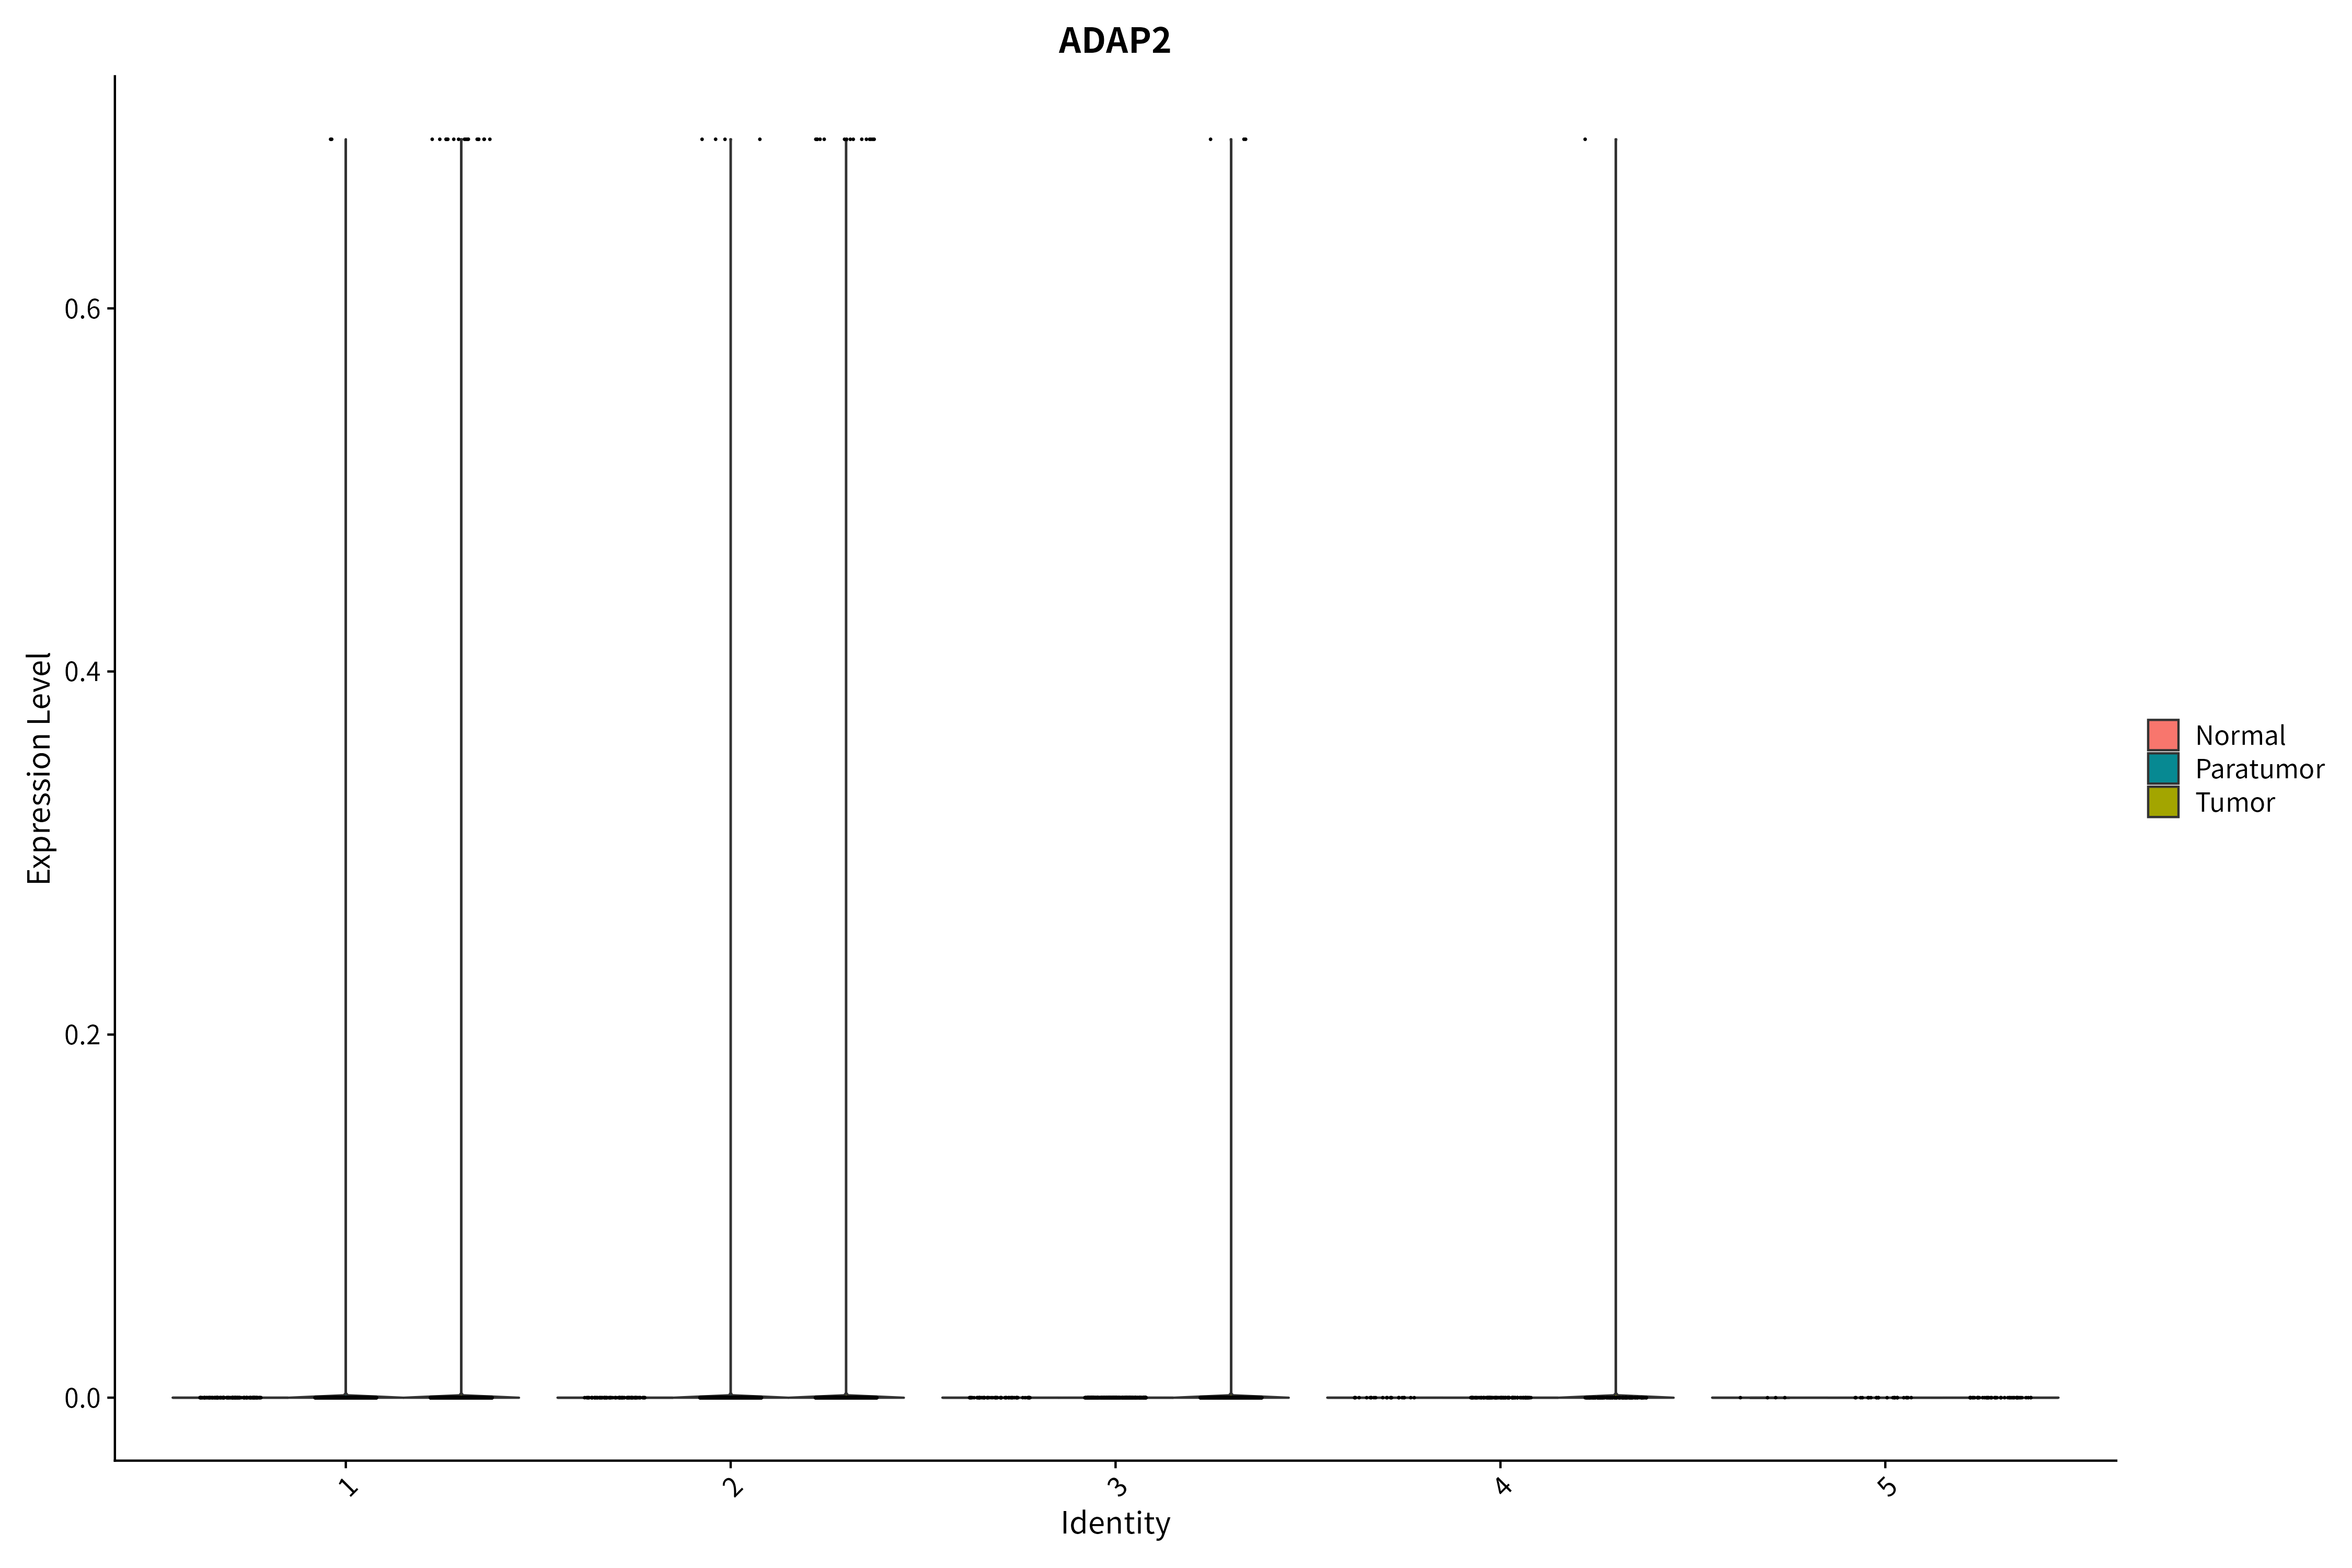 ADAP2
Expression Level
0.6
0.4
0.2
0.0
1
2
3
4
5
Identity
Normal
Paratumor
Tumor